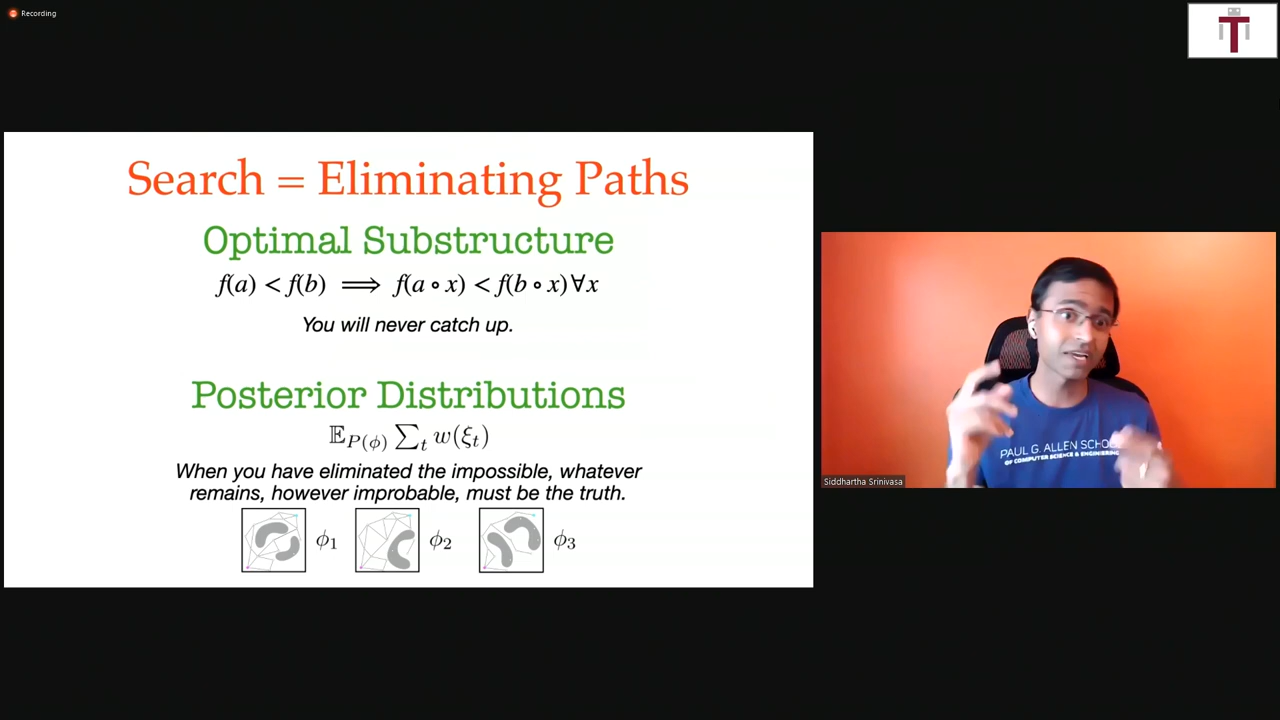 Recording
T
Search = Eliminating Paths
Optimal Substructure
f(a) < f(b) ⟹ f(a ∘ x) < f(b ∘ x)∀x
You will never catch up.
Posterior Distributions
𝔼_{P(ϕ)} ∑_t w(ξ_t)
When you have eliminated the impossible, whatever
remains, however improbable, must be the truth.
ϕ₁ ϕ₂ ϕ₃
PAUL G. ALLEN SCHO
OF COMPUTER SCIENCE & ENGINEERING
Siddhartha Srinivasa